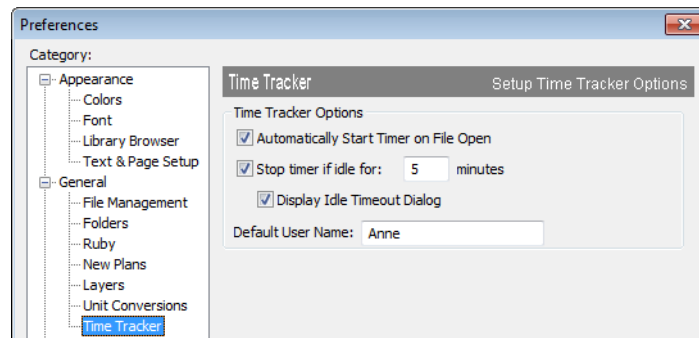 Preferences
Category:
Appearance
Colors
Font
Library Browser
Text & Page Setup
General
File Management
Folders
Ruby
New Plans
Layers
Unit Conversions
Time Tracker
Time Tracker Setup Time Tracker Options
Time Tracker Options
Automatically Start Timer on File Open
Stop timer if idle for: 5 minutes
Display Idle Timeout Dialog
Default User Name: Anne